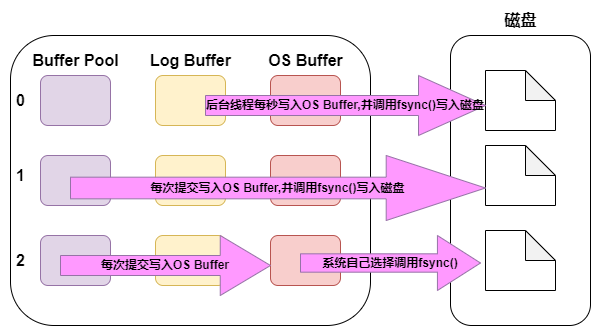 磁盘
Buffer Pool
Log Buffer
OS Buffer
0
后台线程每秒写入OS Buffer,并调用fsync()写入磁盘
1
每次提交写入OS Buffer,并调用fsync()写入磁盘
2
每次提交写入OS Buffer
系统自己选择调用fsync()